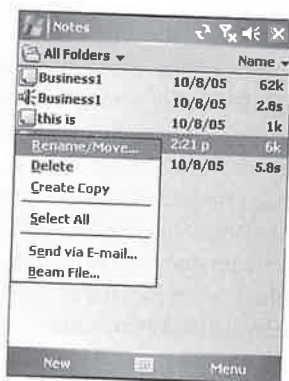 Notes
All Folders Name
Business1 10/8/05 62k
Business1 10/8/05 2.8s
this is 10/8/05 1k
Rename/Move... 2:21 p 6k
Delete 10/8/05 5.8s
Create Copy
Select All
Send via E-mail...
Beam File...
New Menu